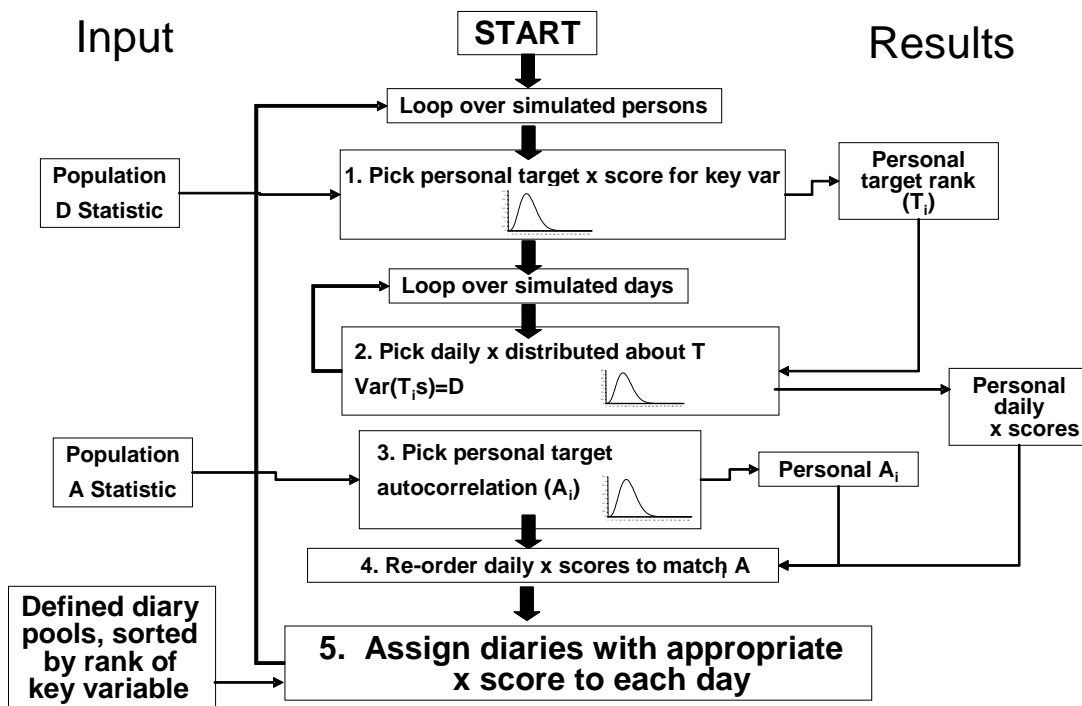 Input
START
Results
Loop over simulated persons
Population
D Statistic
1. Pick personal target x score for key var
Personal
target rank
(Ti)
Loop over simulated days
2. Pick daily x distributed about T
Var(Tis)=D
Personal
daily
x scores
Population
A Statistic
3. Pick personal target
autocorrelation (Ai)
Personal Ai
4. Re-order daily x scores to match Ai
Defined diary
pools, sorted
by rank of
key variable
5. Assign diaries with appropriate
x score to each day